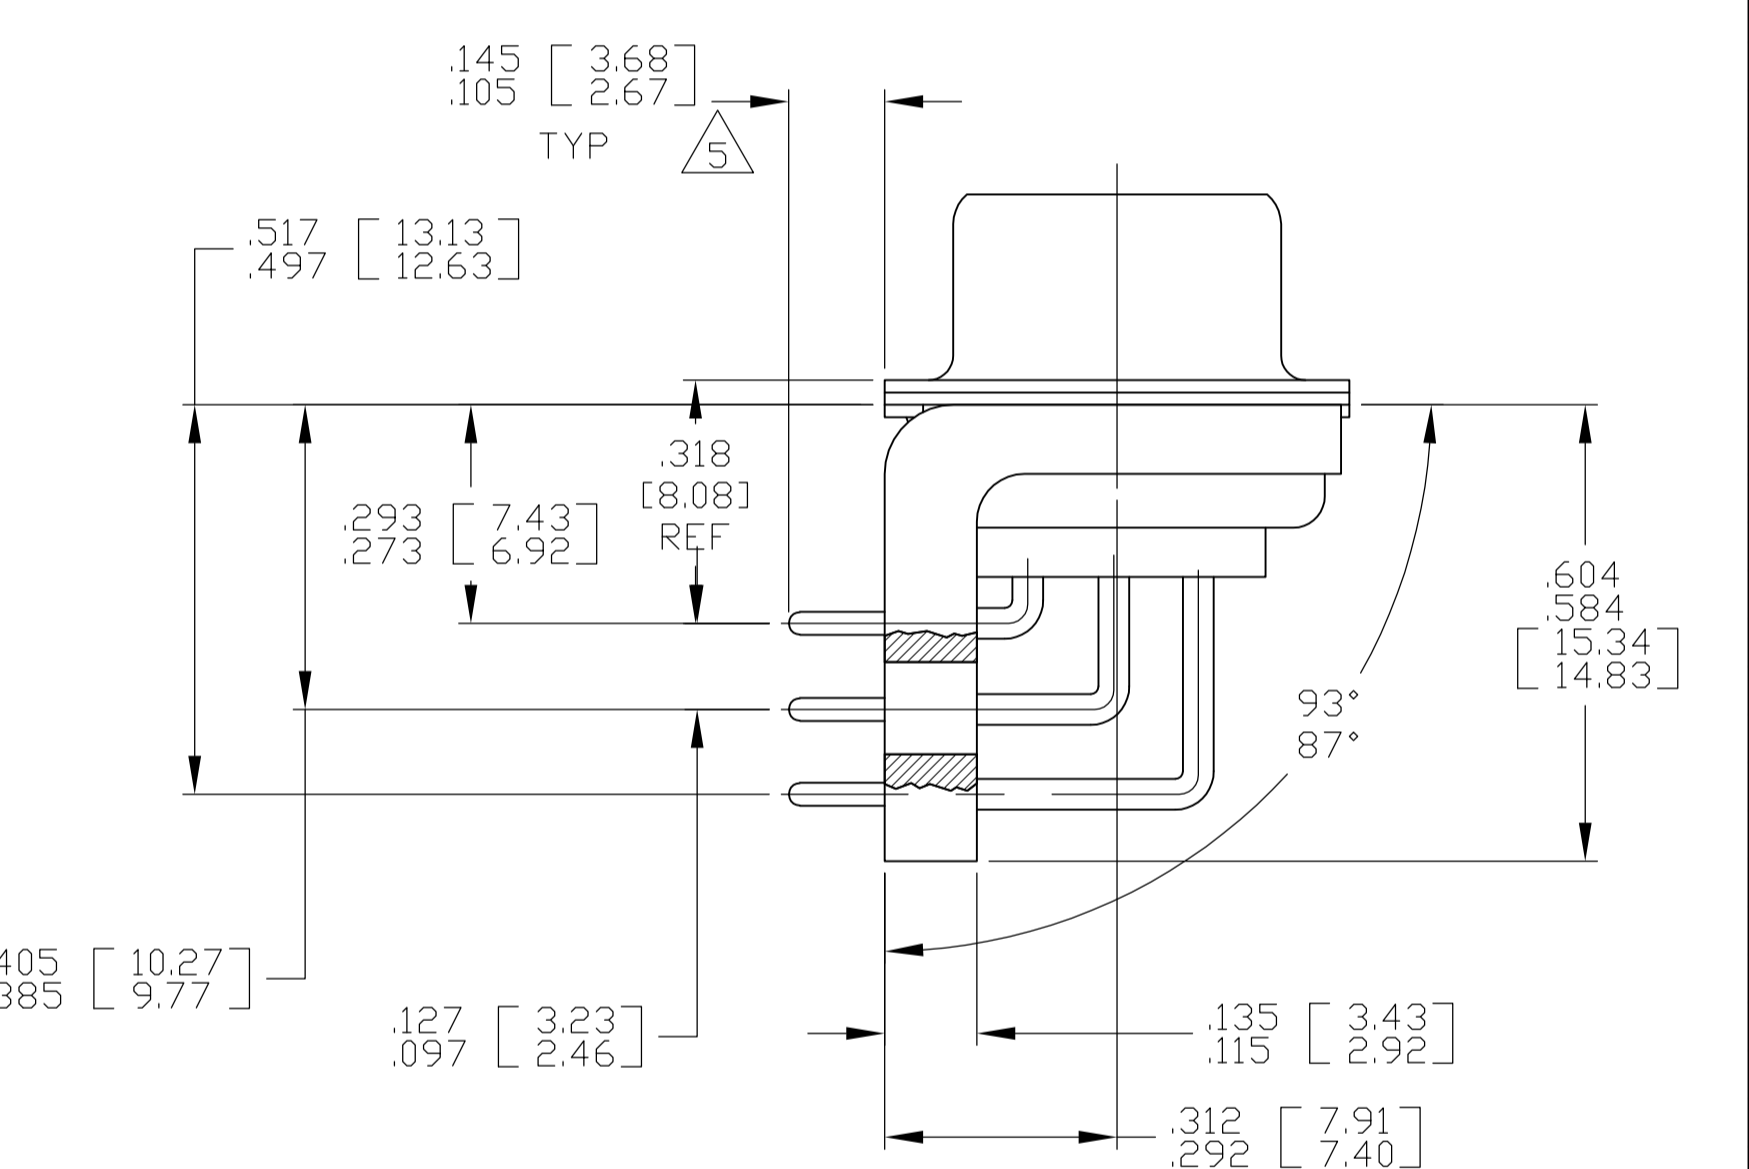 .145 [ 3.68 ]
.105 [ 2.67 ]
TYP
5
.517 [ 13.13 ]
.497 [ 12.63 ]
.318
[8.08]
REF
.293 [ 7.43 ]
.273 [ 6.92 ]
.604
.584
[ 15.34 ]
[ 14.83 ]
93°
87°
405 [ 10.27 ]
385 [ 9.77 ]
.127 [ 3.23 ]
.097 [ 2.46 ]
.135 [ 3.43 ]
.115 [ 2.92 ]
.312 [ 7.91 ]
.292 [ 7.40 ]